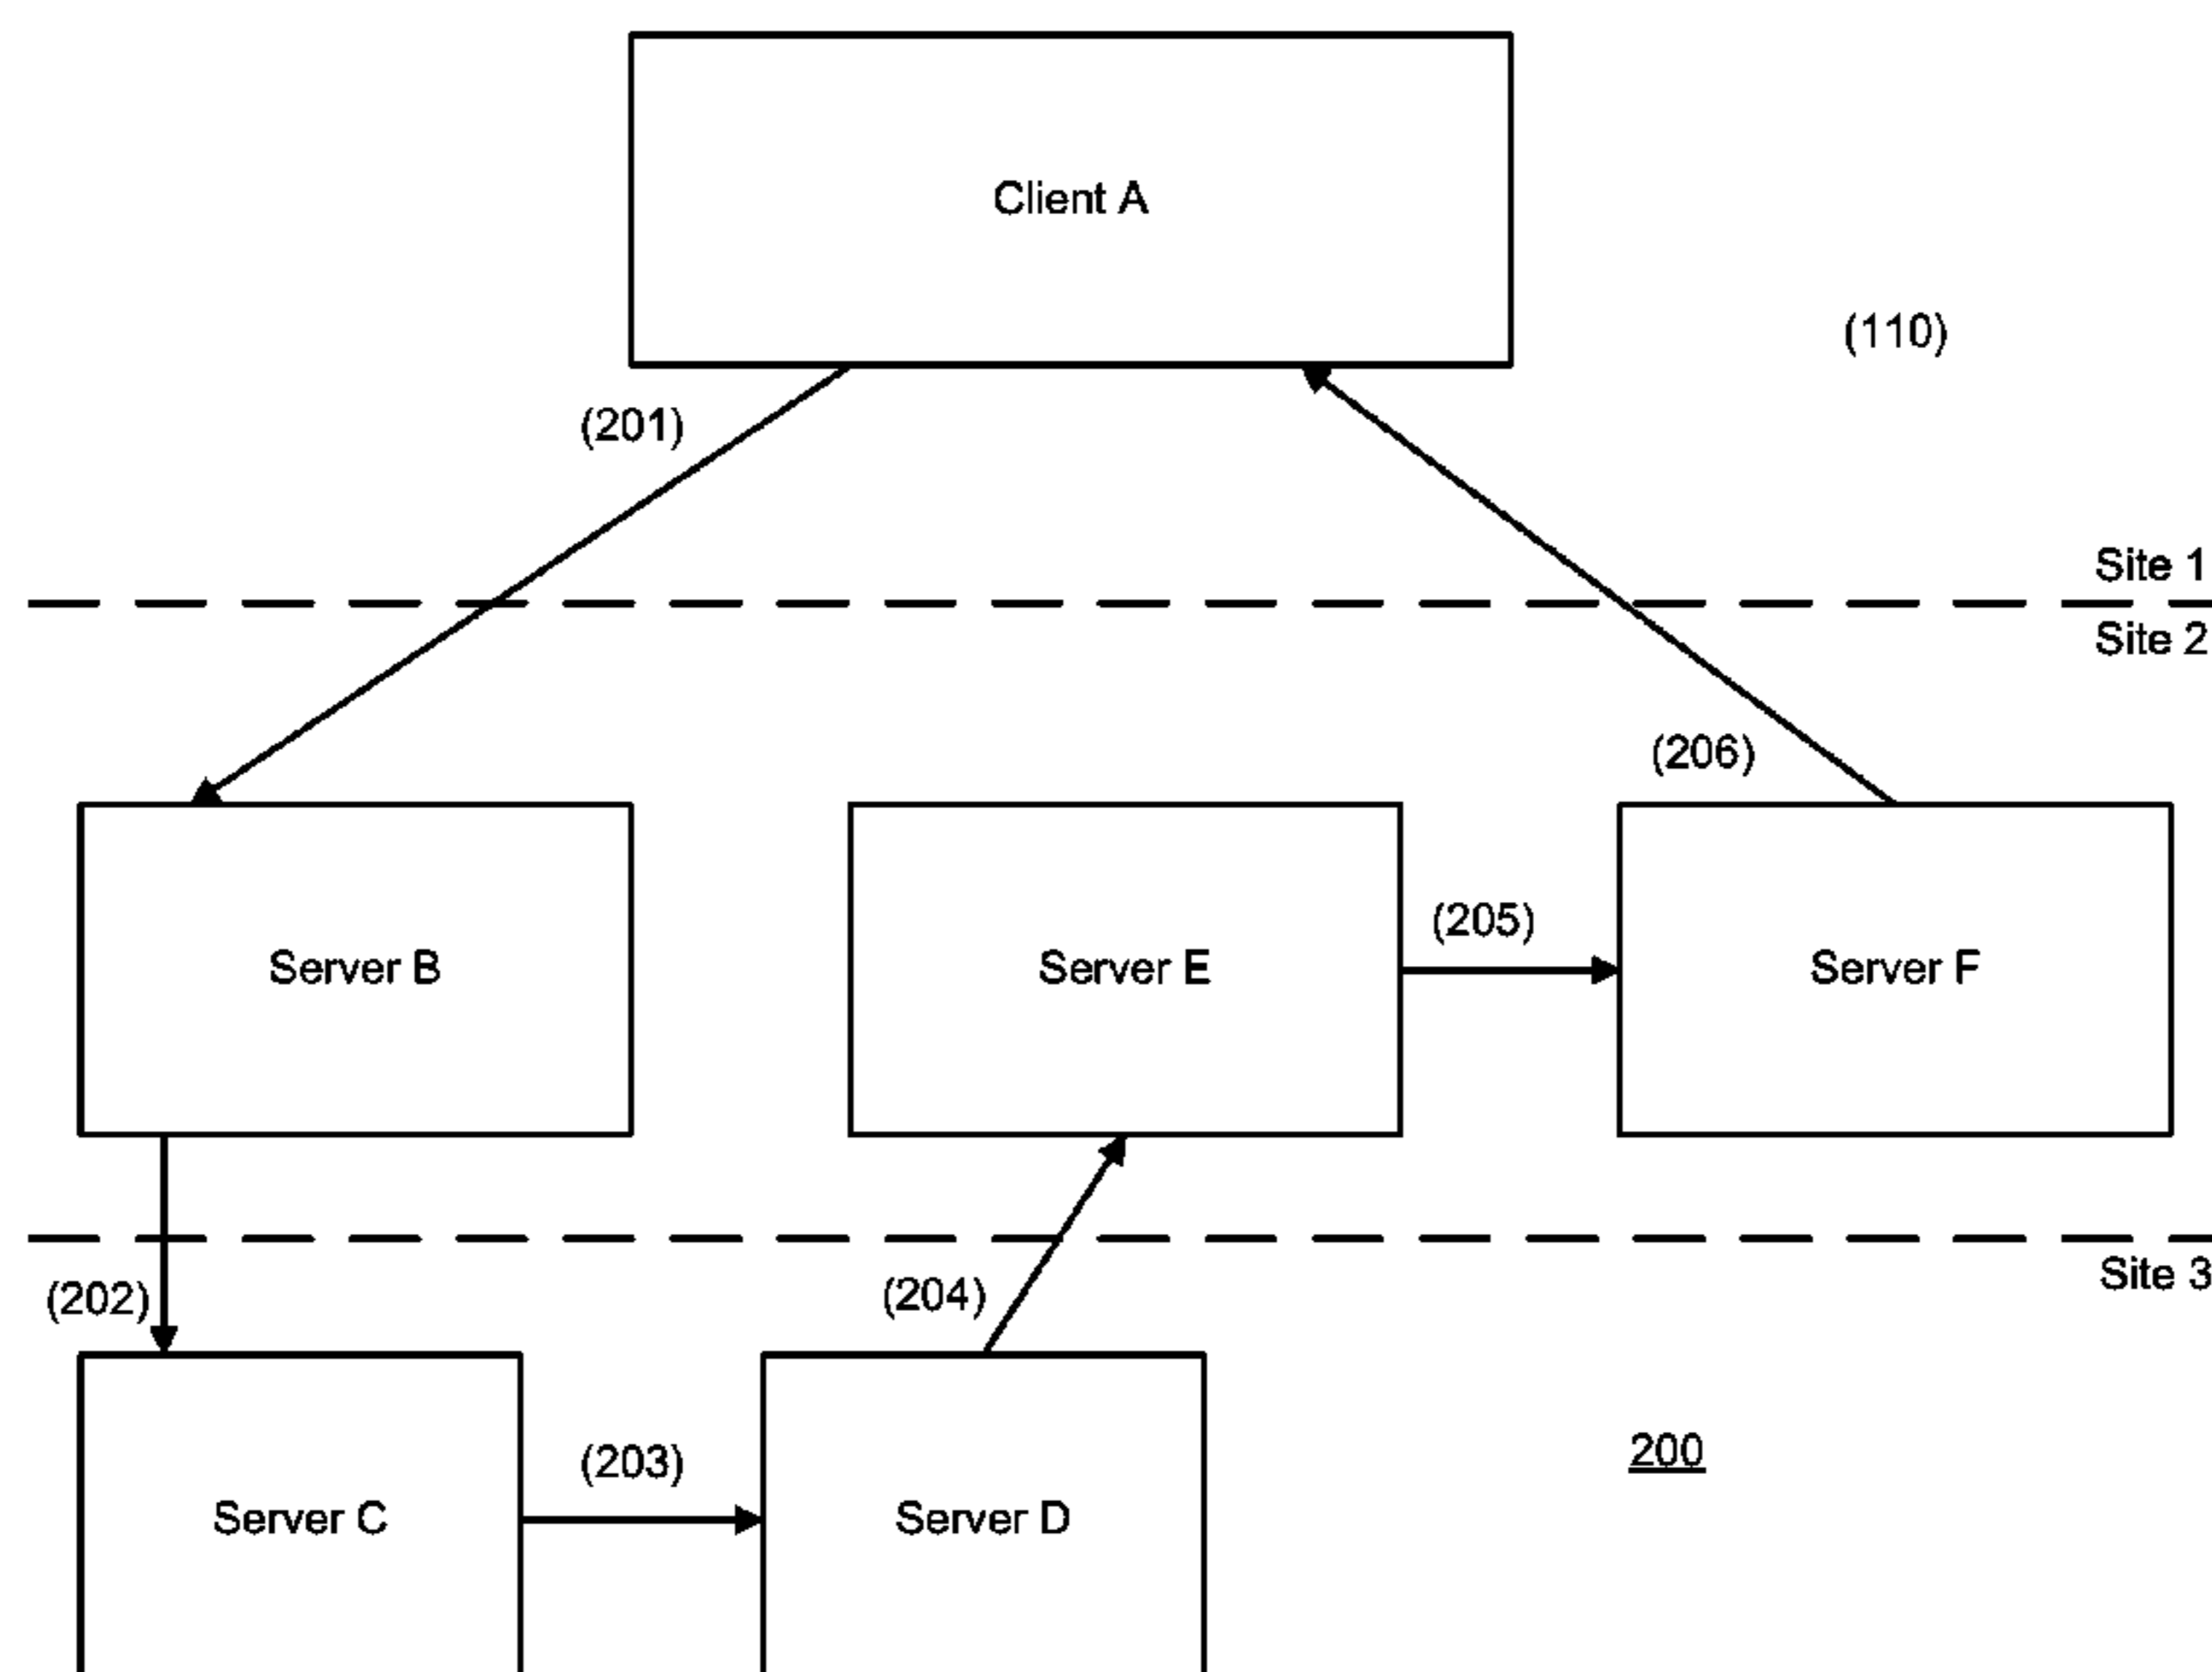 Client A
(110)
(201)
Site 1
Site 2
(206)
Server B
Server E
(205)
Server F
(202)
(204)
Site 3
Server C
(203)
Server D
200